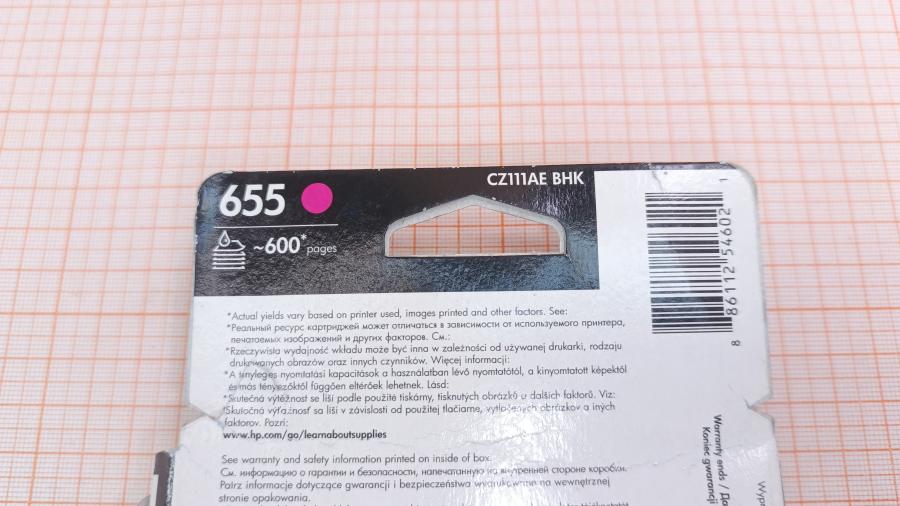 655
CZ111AE BHK
~600* pages
*Actual yields vary based on printer used, images printed and other factors. See:
*Реальный ресурс картриджей может отличаться в зависимости от используемого принтера,
печатаемых изображений и других факторов. См.:
*Rzeczywista wydajność wkładu może być inna w zależności od używanej drukarki, rodzaju
drukowanych obrazów oraz innych czynników. Więcej informacji:
*A tényleges nyomtatási kapacitások a használatban lévő nyomtatótól, a kinyomtatott képektől
és más tényezőktől függően eltérőek lehetnek. Lásd:
*Skutečná výtěžnost se liší podle použité tiskárny, tisknutých obrázků a dalších faktorů. Viz:
*Skutočná výťažnosť sa líši v závislosti od použitej tlačiarne, vytlačených obrázkov a iných
faktorov. Pozri:
www.hp.com/go/learnaboutsupplies
See warranty and safety information printed on inside of box.
См. информацию о гарантии и безопасности, напечатанную на внутренней стороне коробки.
Patrz informacje dotyczące gwarancji i bezpieczeństwa wydrukowane na wewnętrznej
stronie opakowania.
8 86112 54602 1
Warranty ends /
Koniec gwarancji